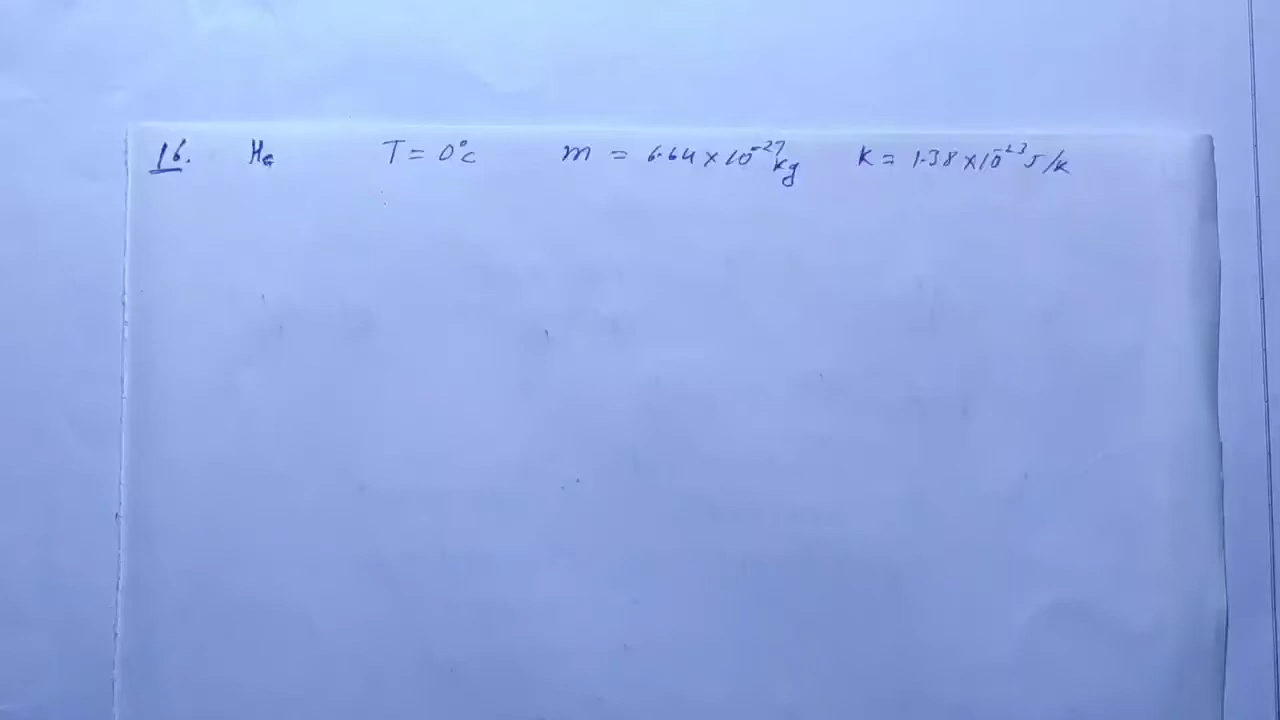 16. He T = 0°C m = 6.64 × 10⁻²⁷ kg K = 1.38 × 10⁻²³ J/K